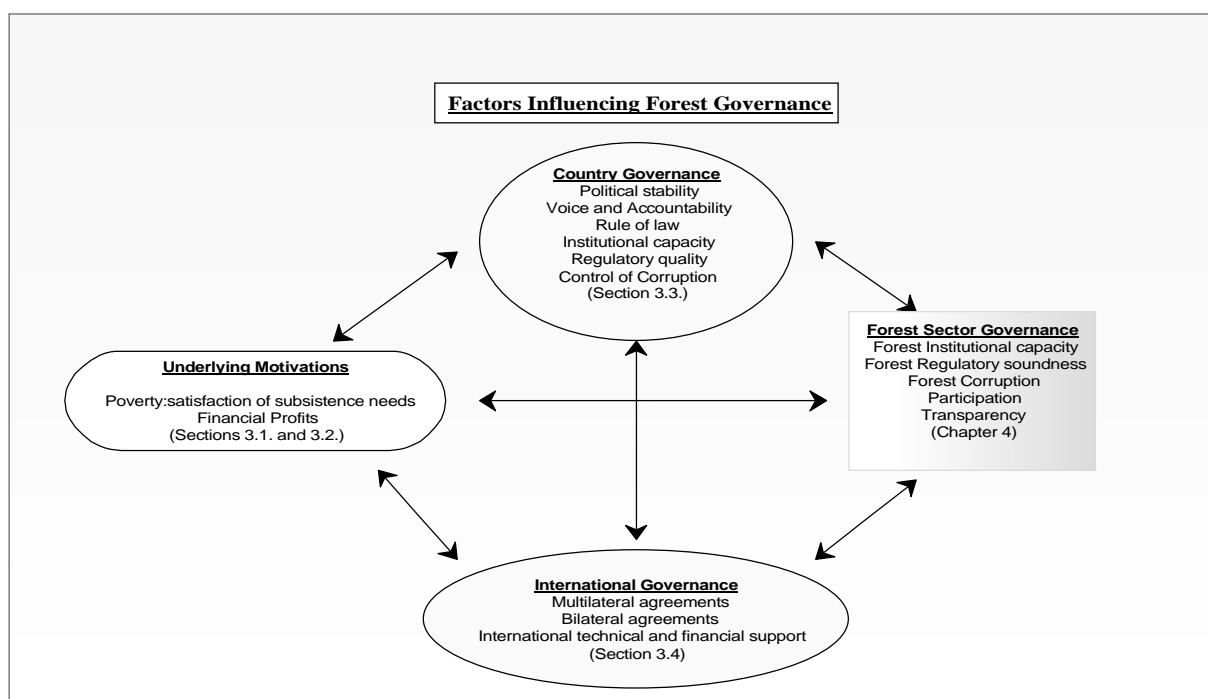 Factors Influencing Forest Governance
Country Governance
Political stability
Voice and Accountability
Rule of law
Institutional capacity
Regulatory quality
Control of Corruption
(Section 3.3.)
Underlying Motivations
Poverty:satisfaction of subsistence needs
Financial Profits
(Sections 3.1. and 3.2.)
Forest Sector Governance
Forest Institutional capacity
Forest Regulatory soundness
Forest Corruption
Participation
Transparency
(Chapter 4)
International Governance
Multilateral agreements
Bilateral agreements
International technical and financial support
(Section 3.4)